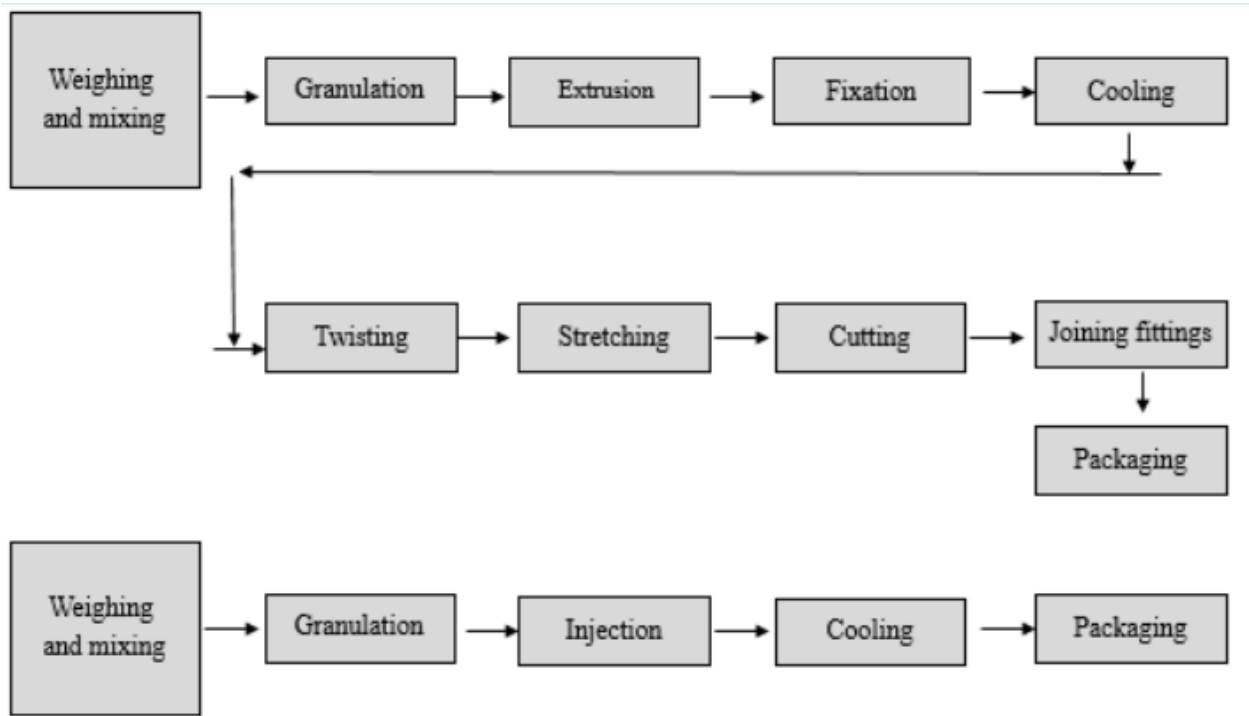 Weighing
and mixing
Granulation
Extrusion
Fixation
Cooling
Twisting
Stretching
Cutting
Joining fittings
Packaging
Weighing
and mixing
Granulation
Injection
Cooling
Packaging